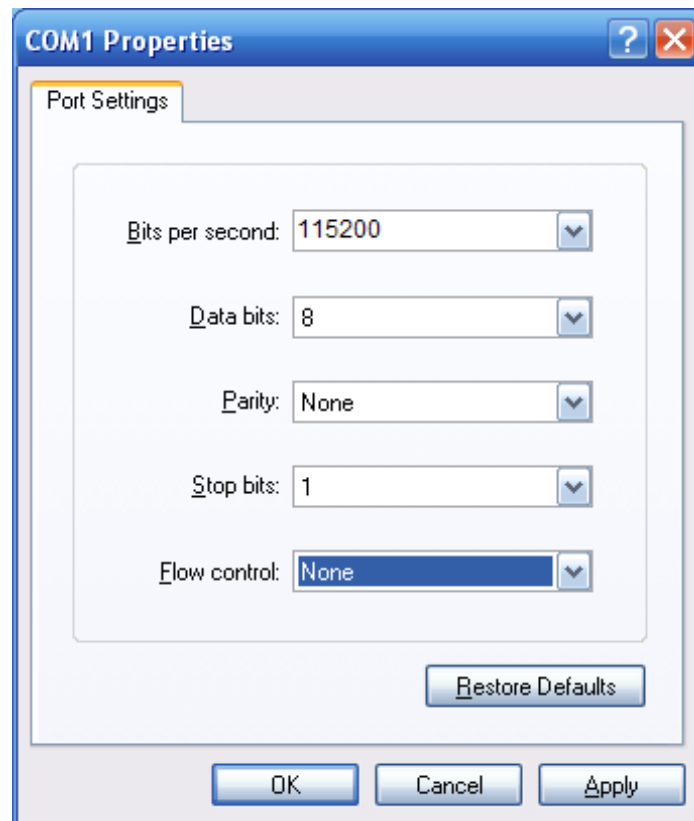 COM1 Properties
?
Port Settings
Bits per second: 115200
Data bits: 8
Parity: None
Stop bits: 1
Flow control: None
Restore Defaults
OK Cancel Apply